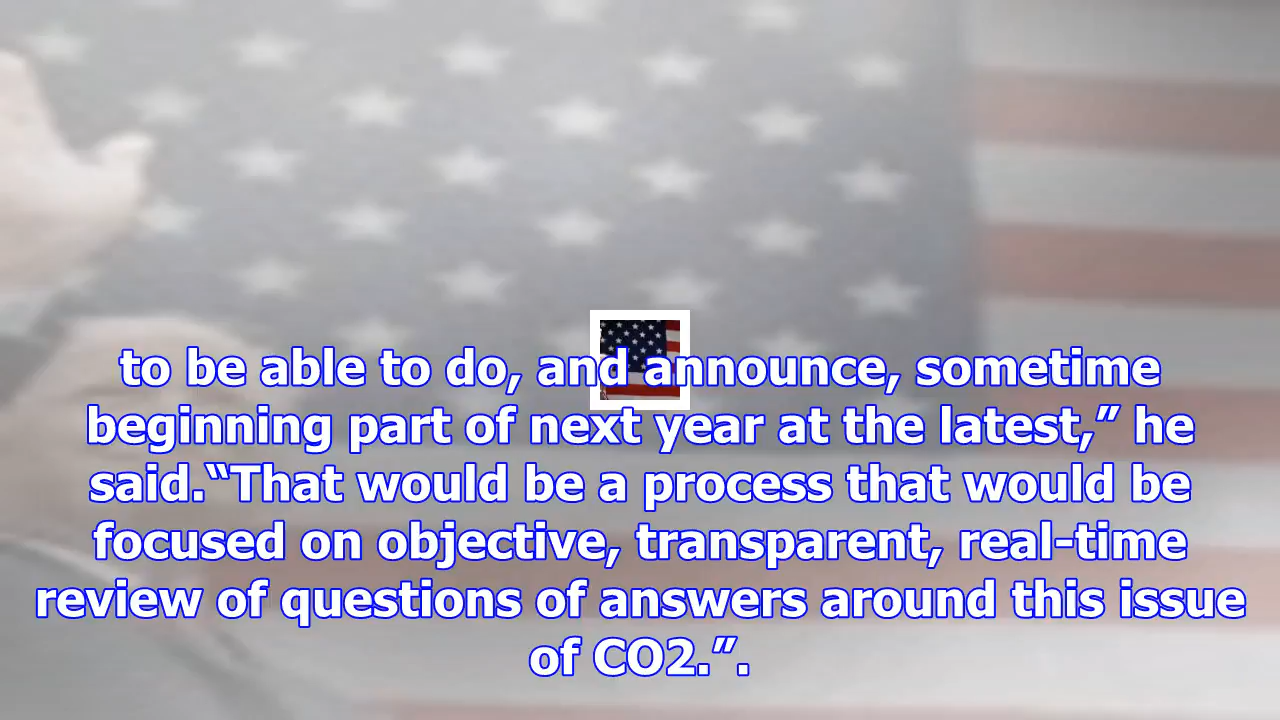 to be able to do, and announce, sometime
beginning part of next year at the latest,” he
said.“That would be a process that would be
focused on objective, transparent, real-time
review of questions of answers around this issue
of CO2.”.